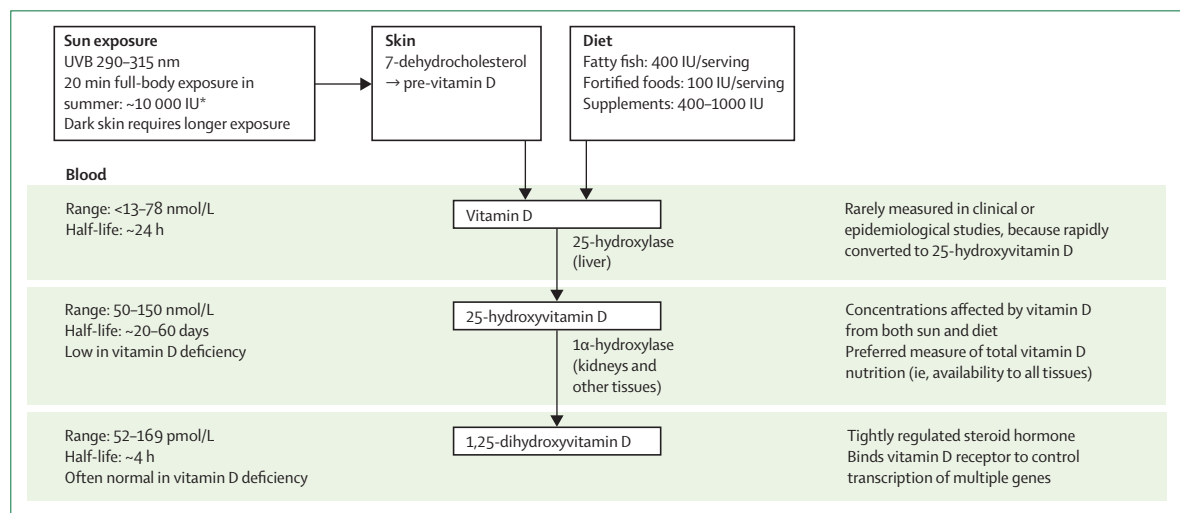 Sun exposure
UVB 290–315 nm
20 min full-body exposure in
summer: ~10 000 IU*
Dark skin requires longer exposure
Skin
7-dehydrocholesterol
→ pre-vitamin D
Diet
Fatty fish: 400 IU/serving
Fortified foods: 100 IU/serving
Supplements: 400–1000 IU
Blood
Range: <13–78 nmol/L
Half-life: ~24 h
Vitamin D
25-hydroxylase
(liver)
Rarely measured in clinical or
epidemiological studies, because rapidly
converted to 25-hydroxyvitamin D
Range: 50–150 nmol/L
Half-life: ~20–60 days
Low in vitamin D deficiency
25-hydroxyvitamin D
1α-hydroxylase
(kidneys and
other tissues)
Concentrations affected by vitamin D
from both sun and diet
Preferred measure of total vitamin D
nutrition (ie, availability to all tissues)
Range: 52–169 pmol/L
Half-life: ~4 h
Often normal in vitamin D deficiency
1,25-dihydroxyvitamin D
Tightly regulated steroid hormone
Binds vitamin D receptor to control
transcription of multiple genes